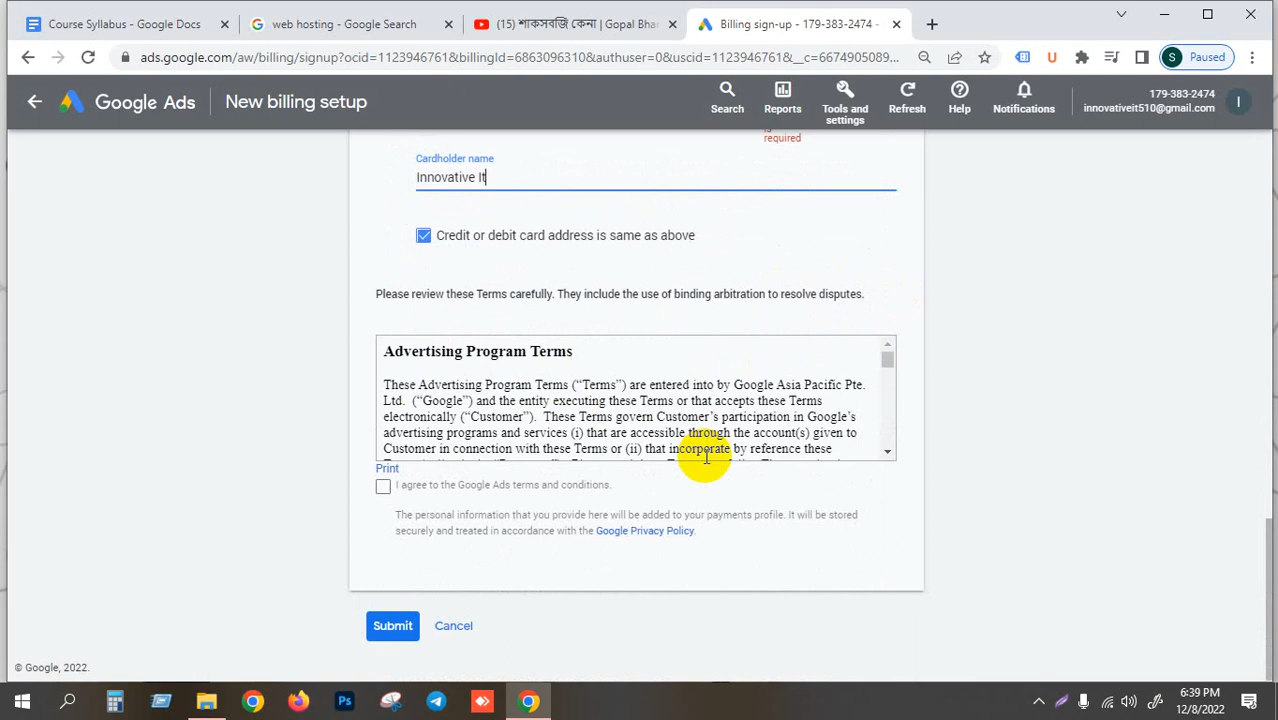 Course Syllabus - Google Docs
web hosting - Google Search
(15) শাকসবজি কেনা | Gopal Bha
Billing sign-up - 179-383-2474 -
ads.google.com/aw/billing/signup?ocid=1123946761&billingId=6863096310&authuser=0&uscid=1123946761&__c=6674905089...
U
S Paused
Google Ads
New billing setup
Search
Reports
Tools and settings
Refresh
Help
Notifications
179-383-2474
innovativeit510@gmail.com
I
required
Cardholder name
Innovative It
Credit or debit card address is same as above
Please review these Terms carefully. They include the use of binding arbitration to resolve disputes.
Advertising Program Terms
These Advertising Program Terms (“Terms”) are entered into by Google Asia Pacific Pte.
Ltd. (“Google”) and the entity executing these Terms or that accepts these Terms
electronically (“Customer”). These Terms govern Customer’s participation in Google’s
advertising programs and services (i) that are accessible through the account(s) given to
Customer in connection with these Terms or (ii) that incorporate by reference these
Print
I agree to the Google Ads terms and conditions.
The personal information that you provide here will be added to your payments profile. It will be stored
securely and treated in accordance with the Google Privacy Policy.
Submit
Cancel
© Google, 2022.
Ps
6:39 PM
12/8/2022